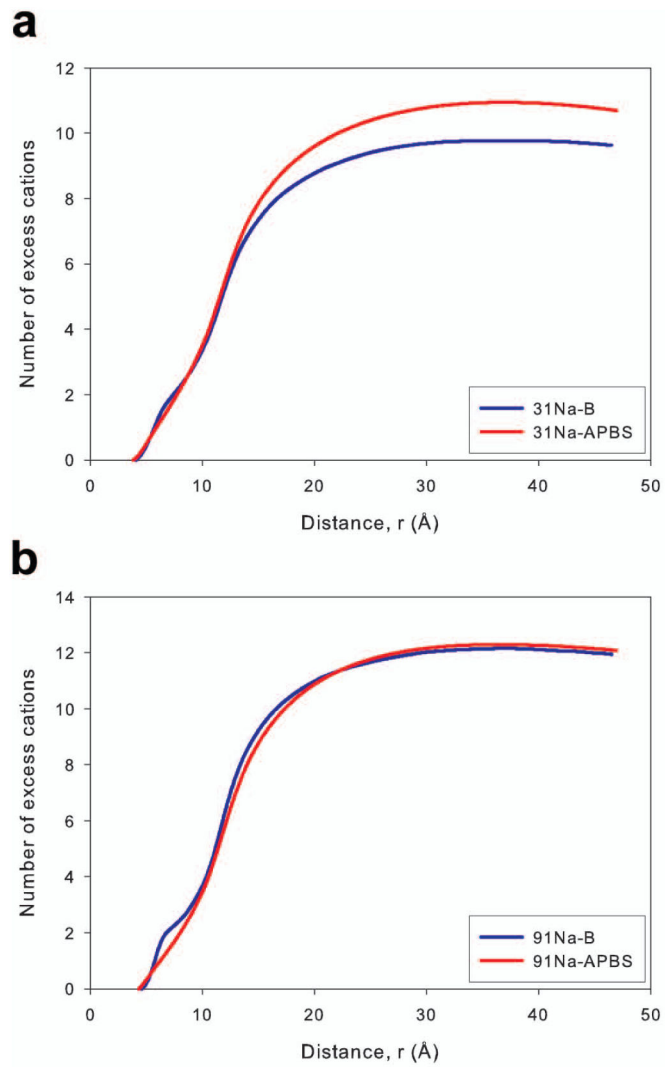 a
12
10
8
6
4
2
0
Number of excess cations
31Na-B
31Na-APBS
0 10 20 30 40 50
Distance, r (Å)
b
14
12
10
8
6
4
2
0
Number of excess cations
91Na-B
91Na-APBS
0 10 20 30 40 50
Distance, r (Å)